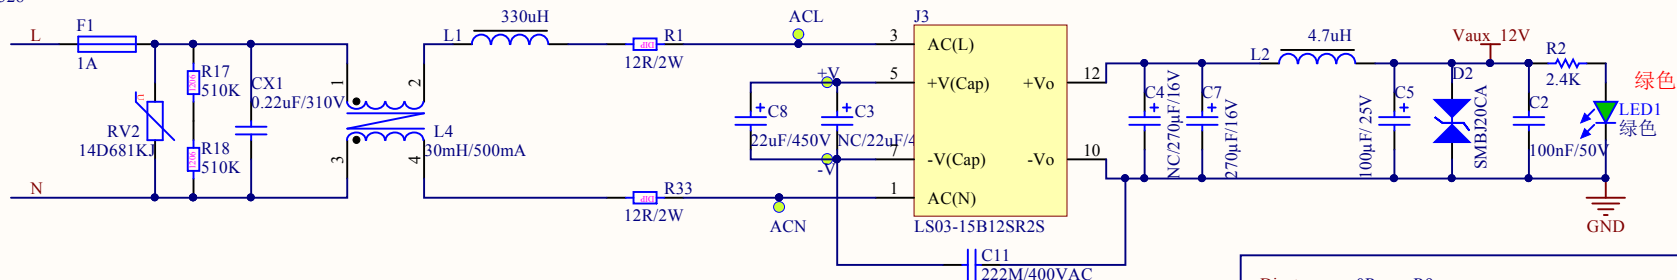 F1
330uH
ACL
J3
L
L1
R1
3
AC(L)
4.7uH
L2
Vaux_12V
R2
1A
12R/2W
R17
510K
CX1
0.22uF/310V
1
2
+V
5
+V(Cap)
+Vo
12
D2
2.4K
绿色
C8
C3
C4
C7
C5
C2
LED1
绿色
RV2
14D681KJ
L4
30mH/500mA
22uF/450V
NC/22uF/4
NC/270μF/16V
270μF/16V
100μF/ 25V
SMBJ20CA
100nF/50V
R18
510K
3
4
-V
7
-V(Cap)
-Vo
10
N
R33
1
AC(N)
12R/2W
ACN
LS03-15B12SR2S
GND
C11
222M/400VAC